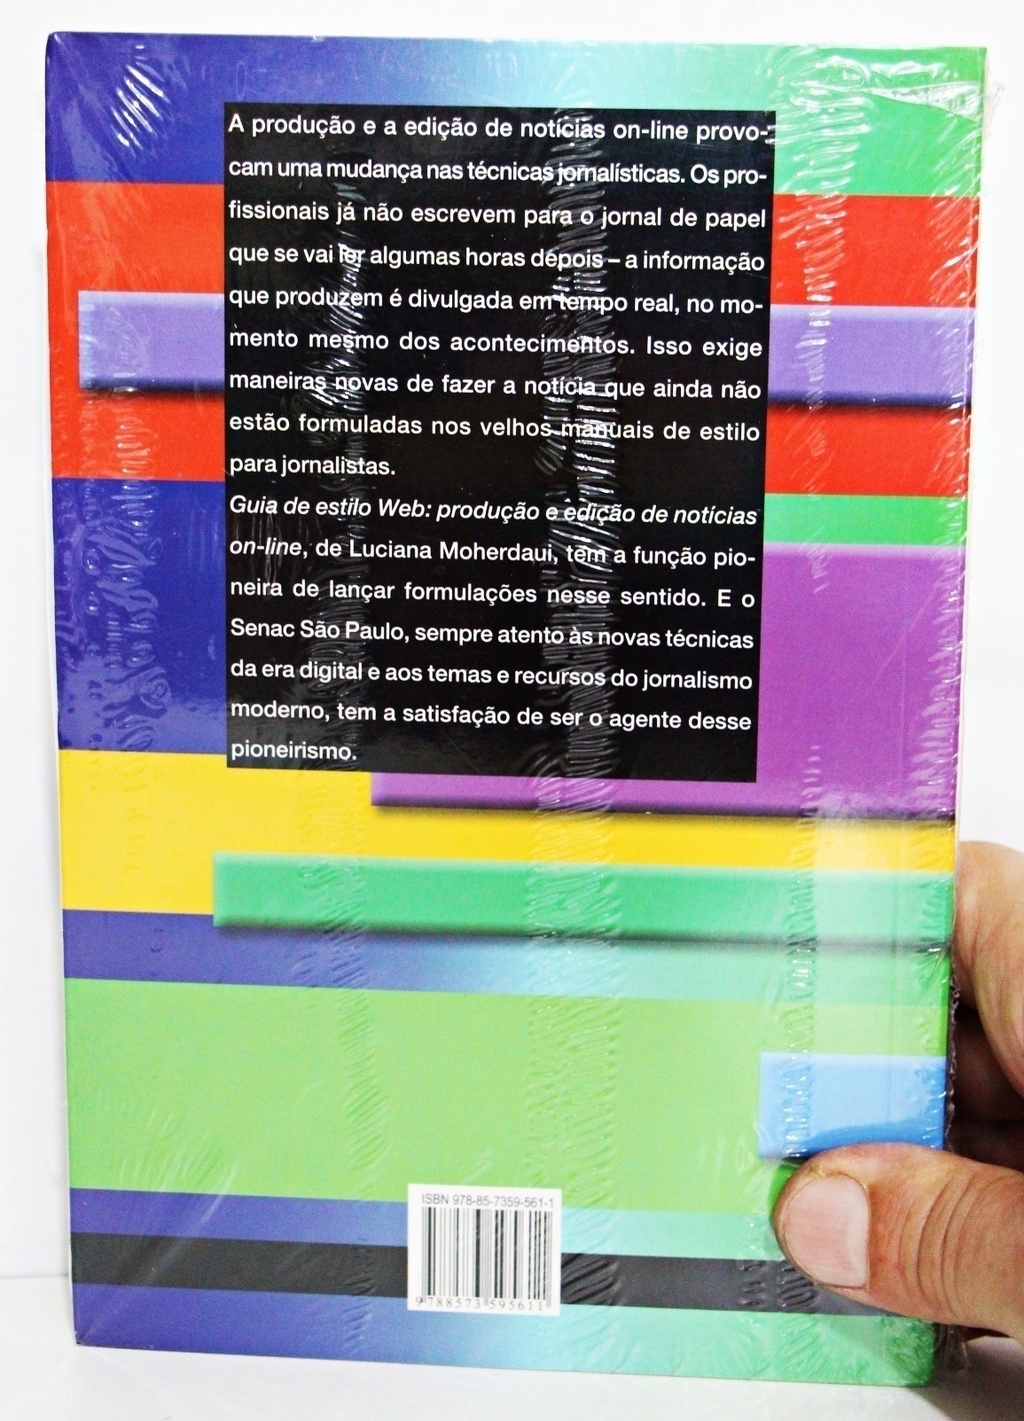 A produção e a edição de notícias on-line provo-
cam uma mudança nas técnicas jornalísticas. Os pro-
fissionais já não escrevem para o jornal de papel
que se vai ler algumas horas depois – a informação
que produzem é divulgada em tempo real, no mo-
mento mesmo dos acontecimentos. Isso exige
maneiras novas de fazer a notícia que ainda não
estão formuladas nos velhos manuais de estilo
para jornalistas.
Guia de estilo Web: produção e edição de notícias
on-line, de Luciana Moherdaui, tem a função pio-
neira de lançar formulações nesse sentido. E o
Senac São Paulo, sempre atento às novas técnicas
da era digital e aos temas e recursos do jornalismo
moderno, tem a satisfação de ser o agente desse
pioneirismo.
ISBN 978-85-7359-561-1
9 788573 595611